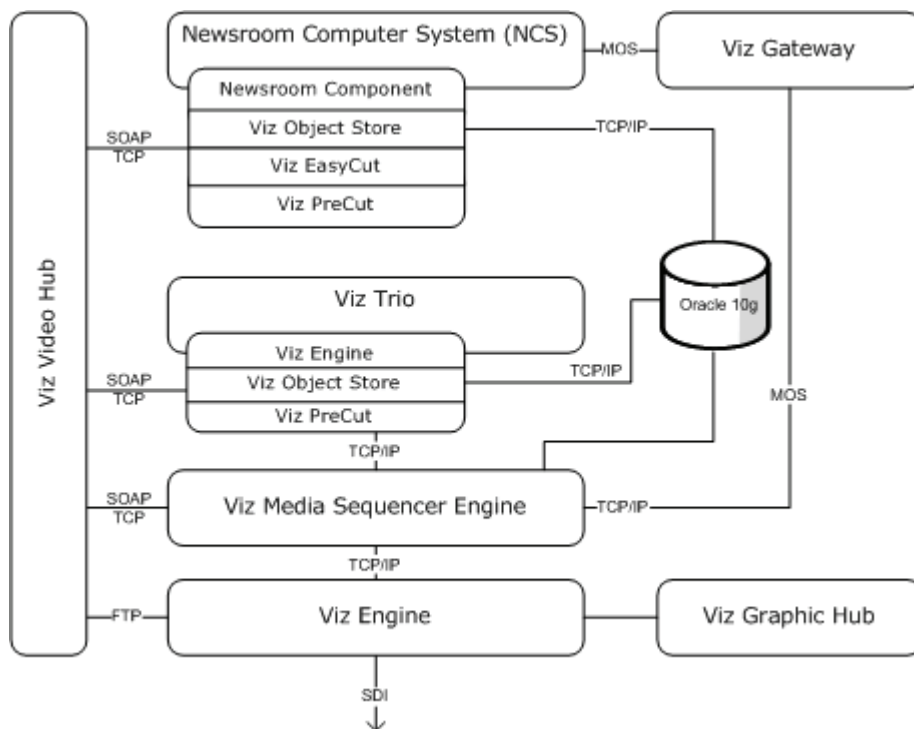 Newsroom Computer System (NCS)
MOS
Viz Gateway
Newsroom Component
Viz Object Store
Viz EasyCut
Viz PreCut
SOAP
TCP
TCP/IP
Viz Video Hub
Oracle 10g
Viz Trio
Viz Engine
Viz Object Store
Viz PreCut
SOAP
TCP
TCP/IP
MOS
TCP/IP
Viz Media Sequencer Engine
SOAP
TCP
TCP/IP
TCP/IP
Viz Engine
FTP
Viz Graphic Hub
SDI